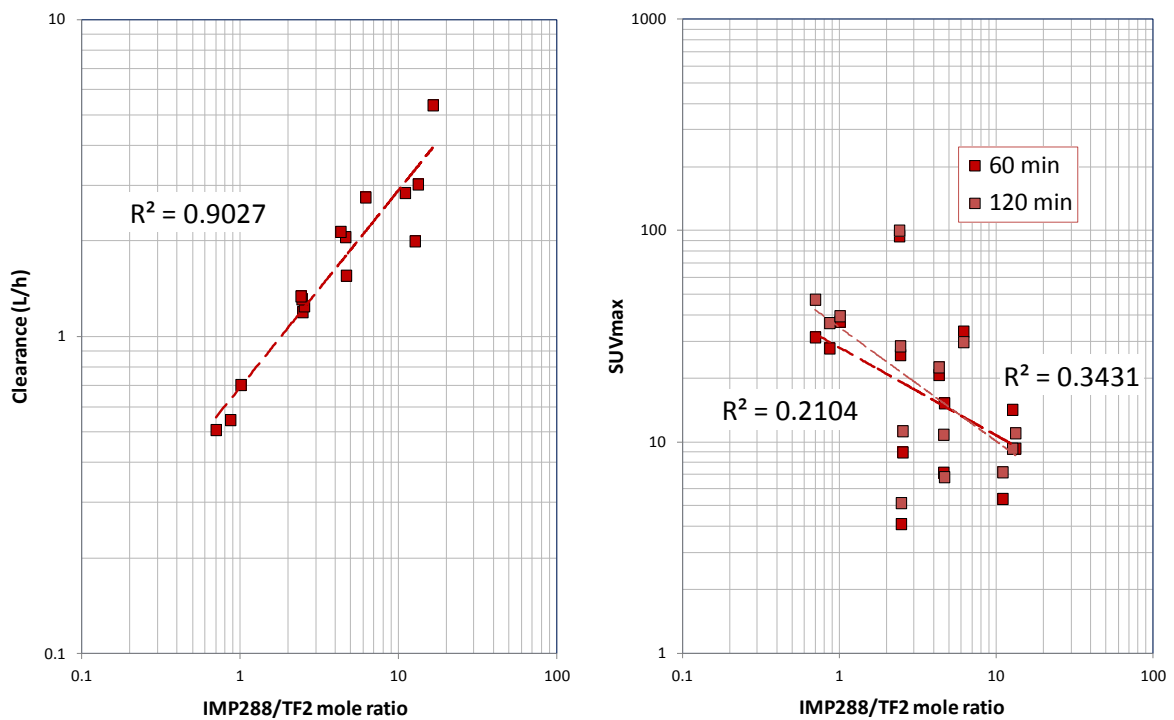 10
1
0.1
Clearance (L/h)
R² = 0.9027
0.1 1 10 100
IMP288/TF2 mole ratio
1000
100
10
1
SUVmax
60 min
120 min
R² = 0.3431
R² = 0.2104
0.1 1 10 100
IMP288/TF2 mole ratio